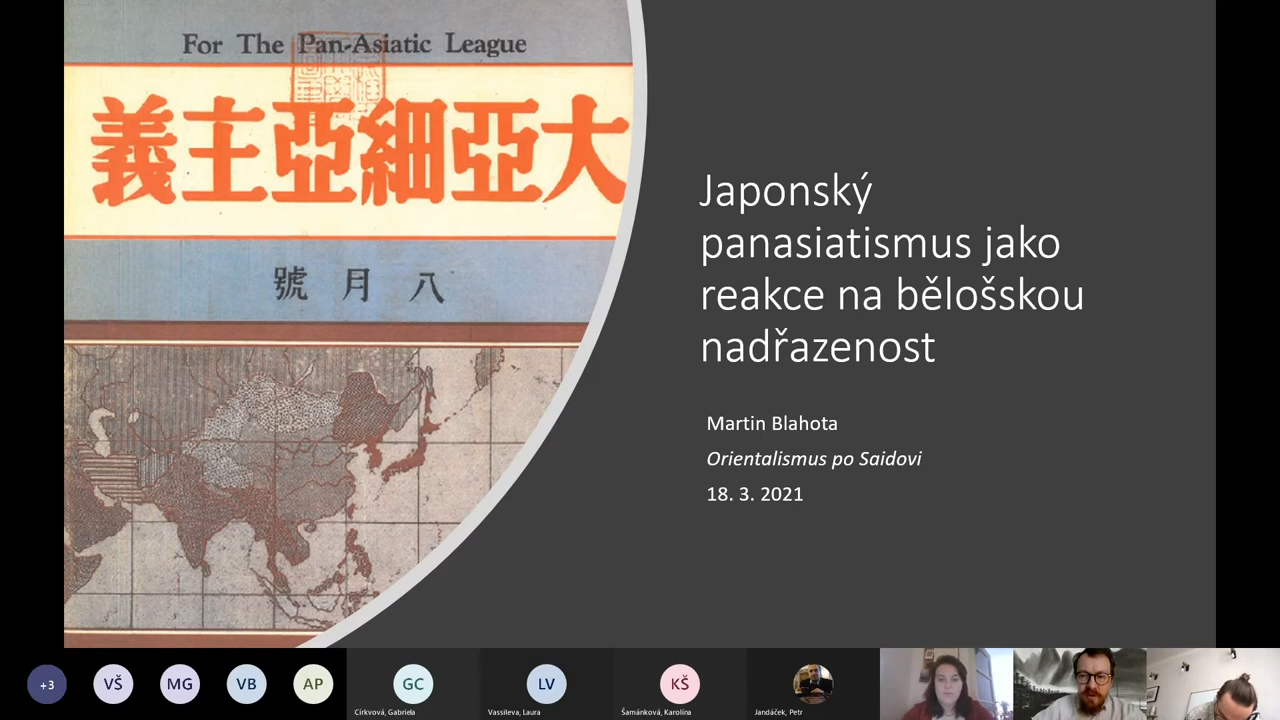 For The Pan-Asiatic League
義主亞細亞大
號月八
Japonský
panasiatismus jako
reakce na bělošskou
nadřazenost
Martin Blahota
Orientalismus po Saidovi
18. 3. 2021
+3
VŠ
MG
VB
AP
GC
LV
KŠ
Církvová, Gabriela
Vassileva, Laura
Šamánková, Karolína
Jandáček, Petr